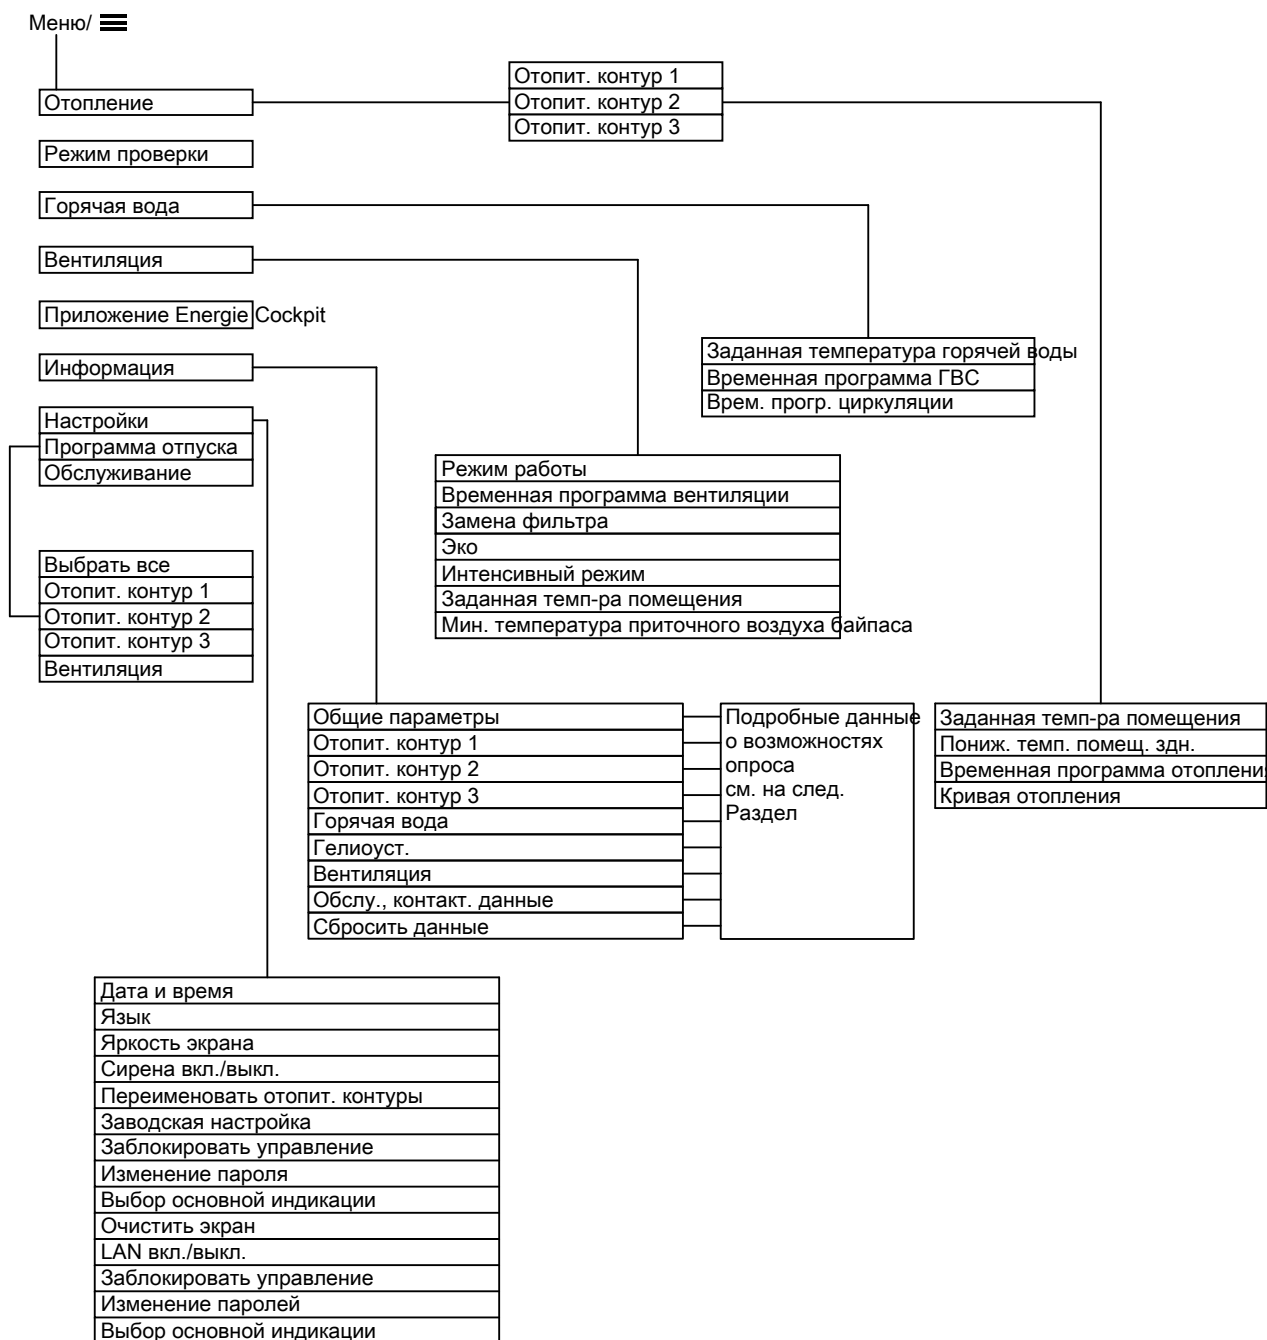 Меню/
Отопление
Отопит. контур 1
Отопит. контур 2
Отопит. контур 3
Режим проверки
Горячая вода
Вентиляция
Приложение Energie Cockpit
Информация
Заданная температура горячей воды
Временная программа ГВС
Врем. прогр. циркуляции
Настройки
Программа отпуска
Обслуживание
Режим работы
Временная программа вентиляции
Замена фильтра
Эко
Интенсивный режим
Заданная темп-ра помещения
Мин. температура приточного воздуха байпаса
Выбрать все
Отопит. контур 1
Отопит. контур 2
Отопит. контур 3
Вентиляция
Общие параметры
Отопит. контур 1
Отопит. контур 2
Отопит. контур 3
Горячая вода
Гелиоуст.
Вентиляция
Обслу., контакт. данные
Сбросить данные
Подробные данные
о возможностях
опроса
см. на след.
Раздел
Заданная темп-ра помещения
Пониж. темп. помещ. здн.
Временная программа отопления
Кривая отопления
Дата и время
Язык
Яркость экрана
Сирена вкл./выкл.
Переименовать отопит. контуры
Заводская настройка
Заблокировать управление
Изменение пароля
Выбор основной индикации
Очистить экран
LAN вкл./выкл.
Заблокировать управление
Изменение паролей
Выбор основной индикации